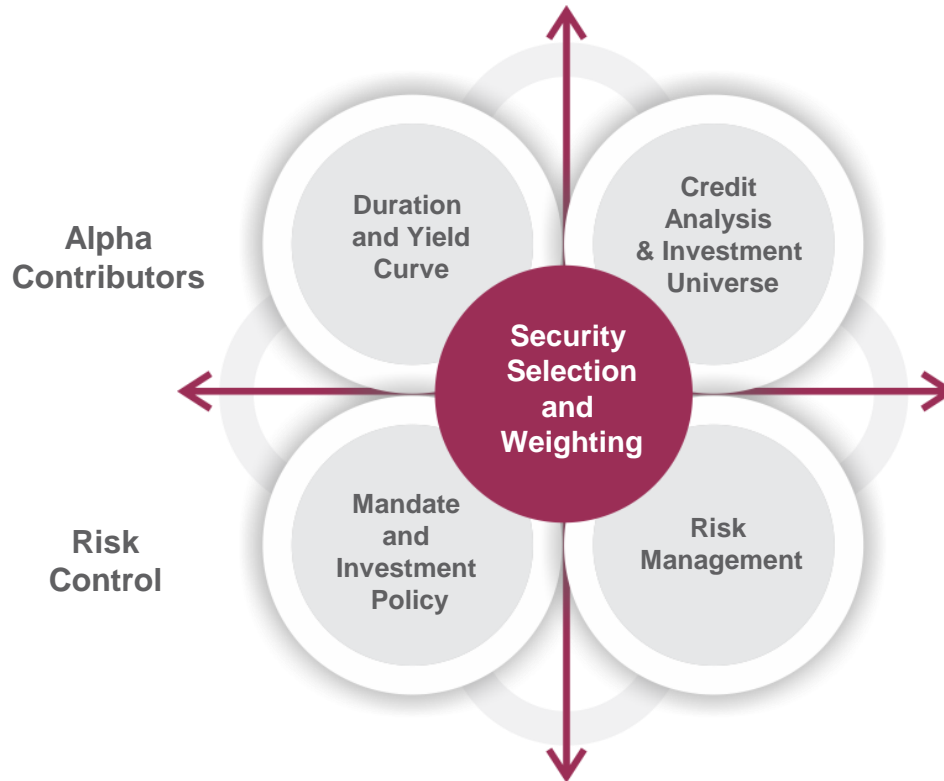 Alpha
Contributors
Duration
and Yield
Curve
Credit
Analysis
& Investment
Universe
Security
Selection
and
Weighting
Risk
Control
Mandate
and
Investment
Policy
Risk
Management